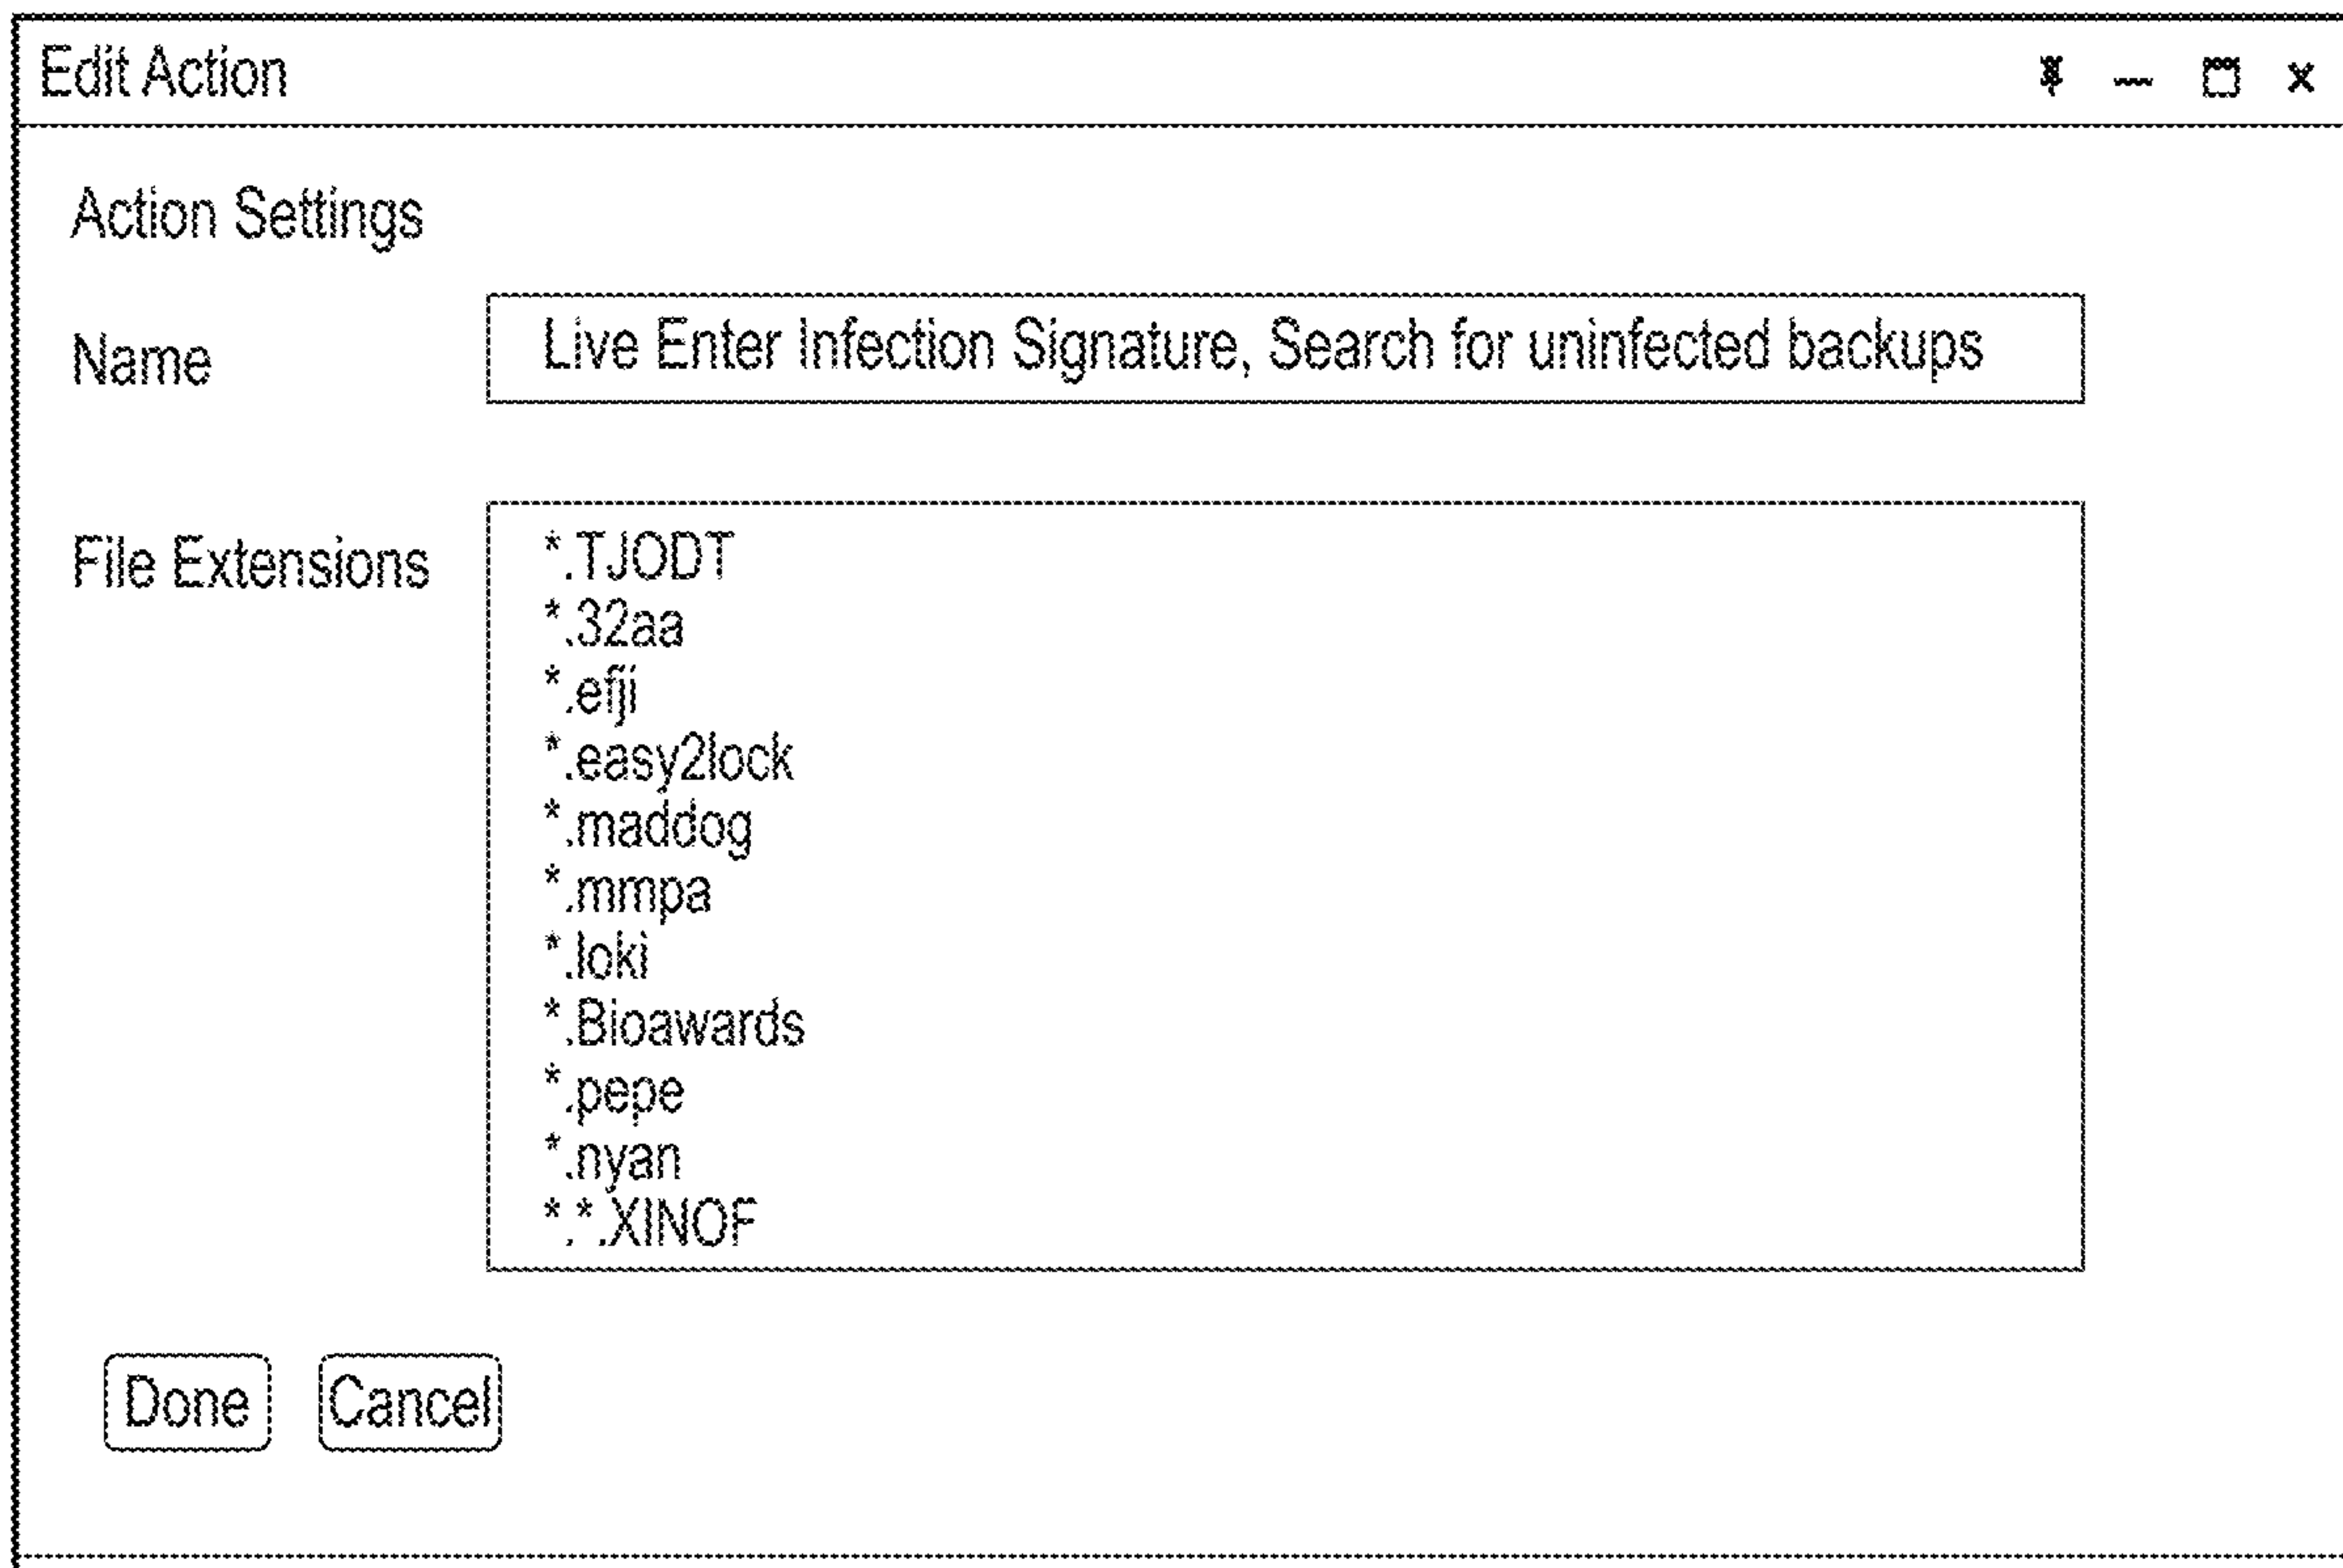 Edit Action
Action Settings
Name
Live Enter Infection Signature, Search for uninfected backups
File Extensions
*.TJODT
*.32aa
*.efji
*.easy2lock
*.maddog
*.mmpa
*.loki
*.Bioawards
*.pepe
*.nyan
*.*.XINOF
Done Cancel